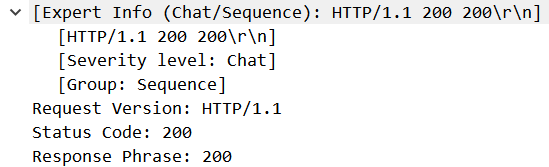 [Expert Info (Chat/Sequence): HTTP/1.1 200 200\r\n]
[HTTP/1.1 200 200\r\n]
[Severity level: Chat]
[Group: Sequence]
Request Version: HTTP/1.1
Status Code: 200
Response Phrase: 200